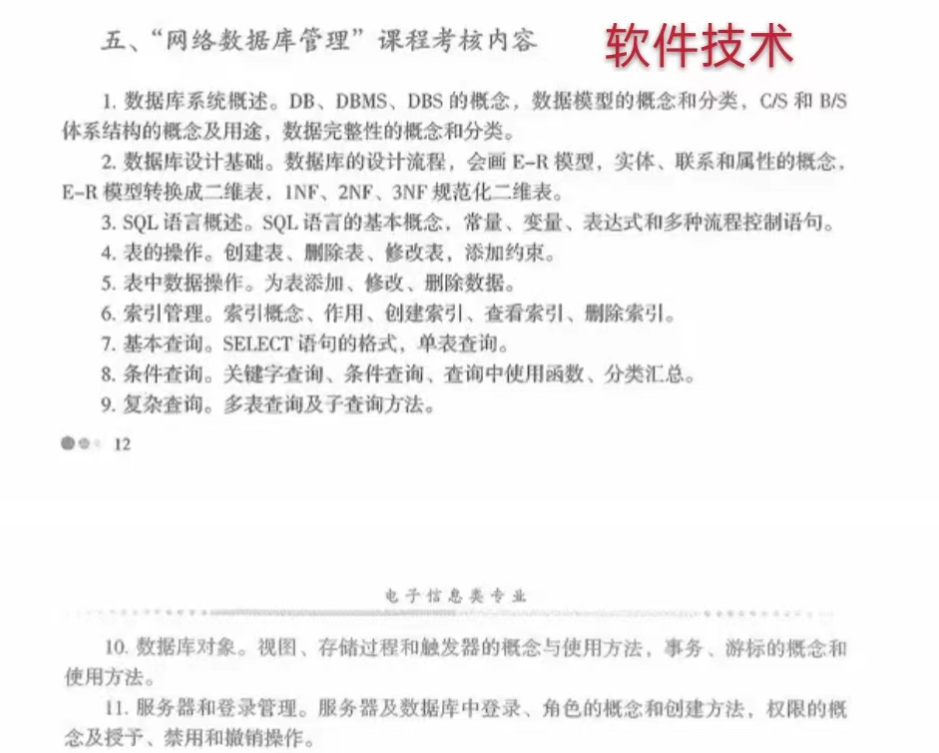 五、“网络数据库管理”课程考核内容
软件技术
1. 数据库系统概述。DB、DBMS、DBS 的概念，数据模型的概念和分类，C/S 和 B/S
体系结构的概念及用途，数据完整性的概念和分类。
2. 数据库设计基础。数据库的设计流程，会画 E-R 模型，实体、联系和属性的概念，
E-R 模型转换成二维表，1NF、2NF、3NF 规范化二维表。
3. SQL 语言概述。SQL 语言的基本概念，常量、变量、表达式和多种流程控制语句。
4. 表的操作。创建表、删除表、修改表，添加约束。
5. 表中数据操作。为表添加、修改、删除数据。
6. 索引管理。索引概念、作用、创建索引、查看索引、删除索引。
7. 基本查询。SELECT 语句的格式，单表查询。
8. 条件查询。关键字查询、条件查询、查询中使用函数、分类汇总。
9. 复杂查询。多表查询及子查询方法。
12
电子信息类专业
10. 数据库对象。视图、存储过程和触发器的概念与使用方法，事务、游标的概念和
使用方法。
11. 服务器和登录管理。服务器及数据库中登录、角色的概念和创建方法，权限的概
念及授予、禁用和撤销操作。